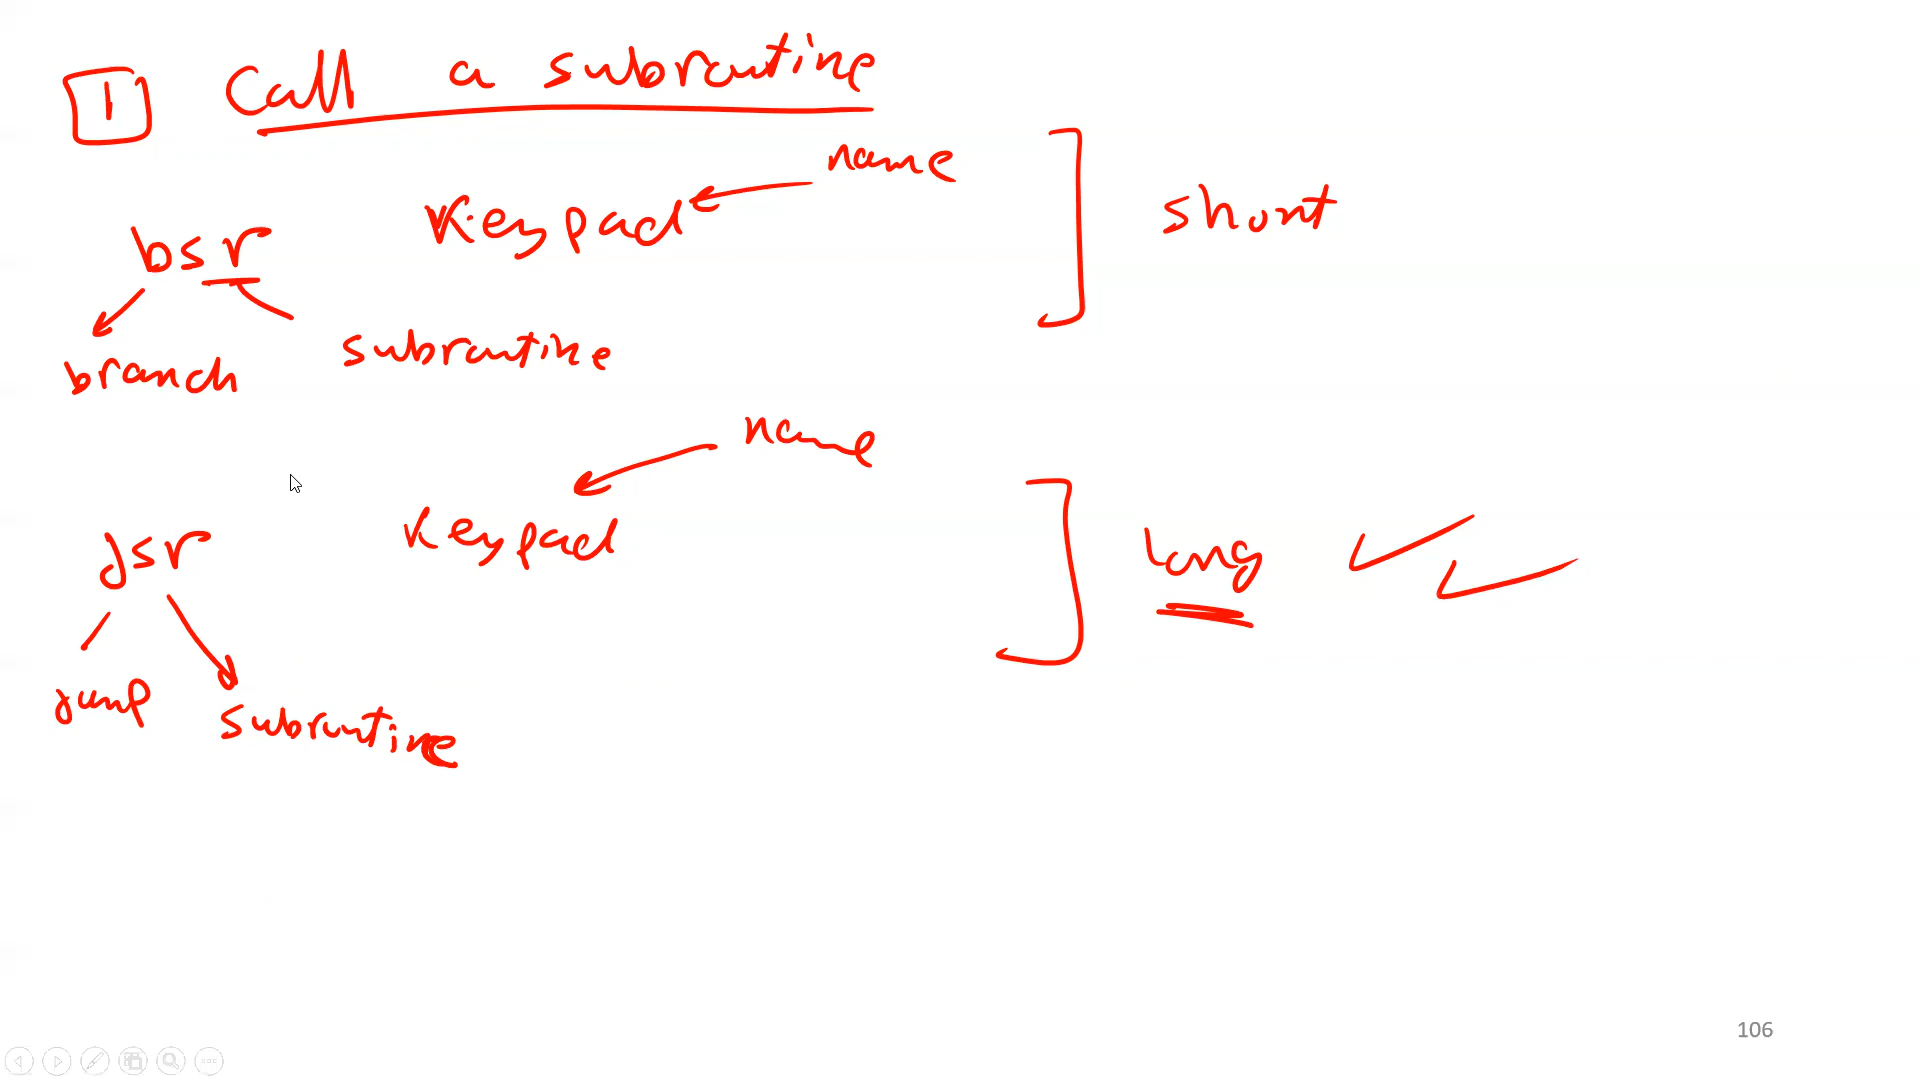 1 Call a subroutine
name
bsr Keypad
short
branch subroutine
name
jsr Keypad
long
jump subroutine
106